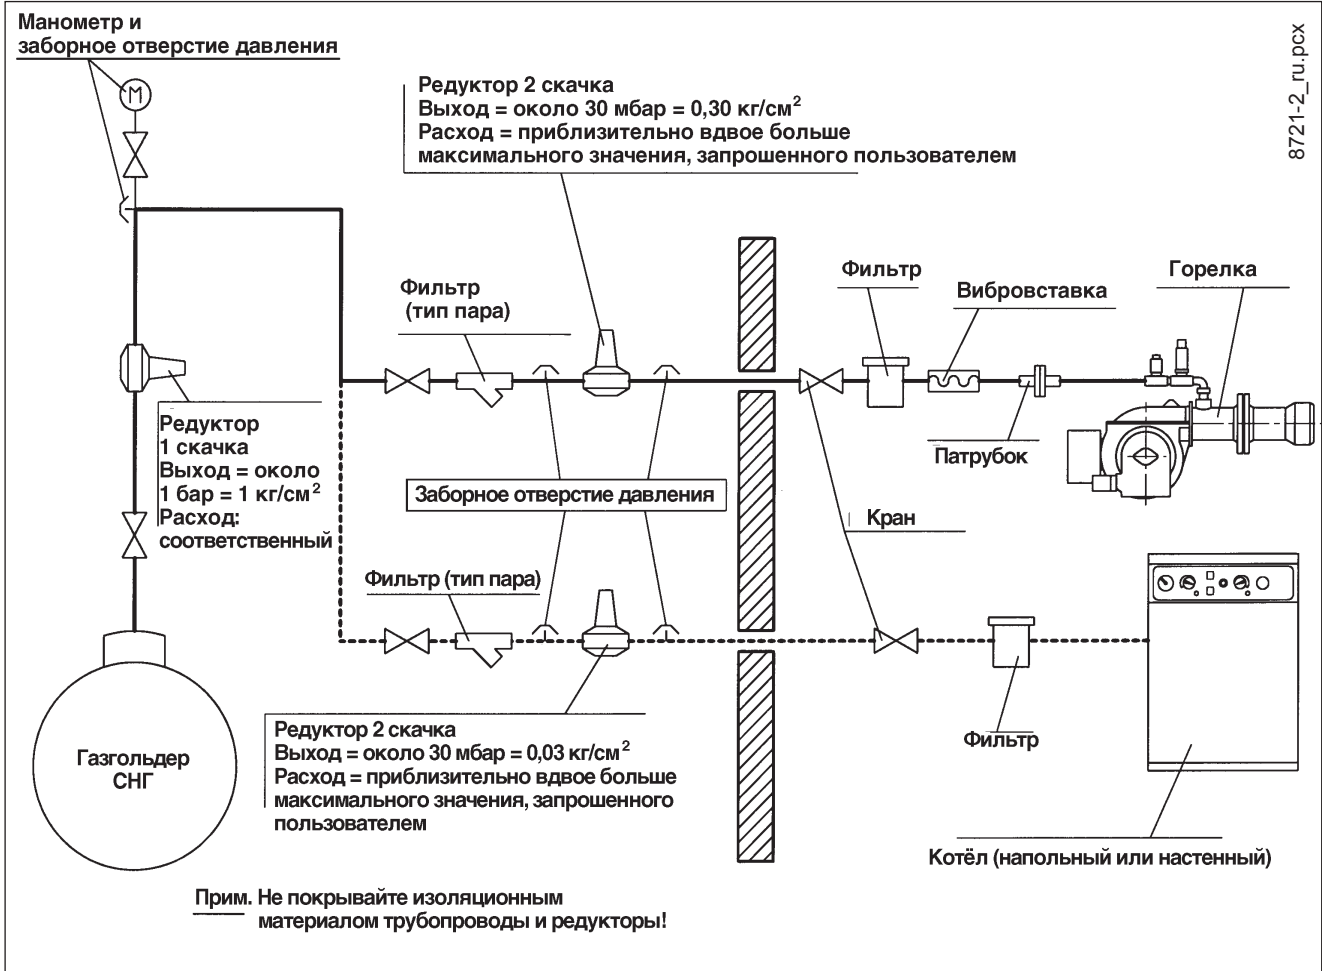 Манометр и
заборное отверстие давления
M
8721-2_ru.pcx
Редуктор 2 скачка
Выход = около 30 мбар = 0,30 кг/см²
Расход = приблизительно вдвое больше
максимального значения, запрошенного пользователем
Фильтр
(тип пара)
Фильтр
Вибровставка
Горелка
Редуктор
1 скачка
Выход = около
1 бар = 1 кг/см²
Расход:
соответственный
Патрубок
Заборное отверстие давления
Кран
Фильтр (тип пара)
Редуктор 2 скачка
Выход = около 30 мбар = 0,03 кг/см²
Расход = приблизительно вдвое больше
максимального значения, запрошенного
пользователем
Фильтр
Газгольдер
СНГ
Котёл (напольный или настенный)
Прим. Не покрывайте изоляционным
материалом трубопроводы и редукторы!